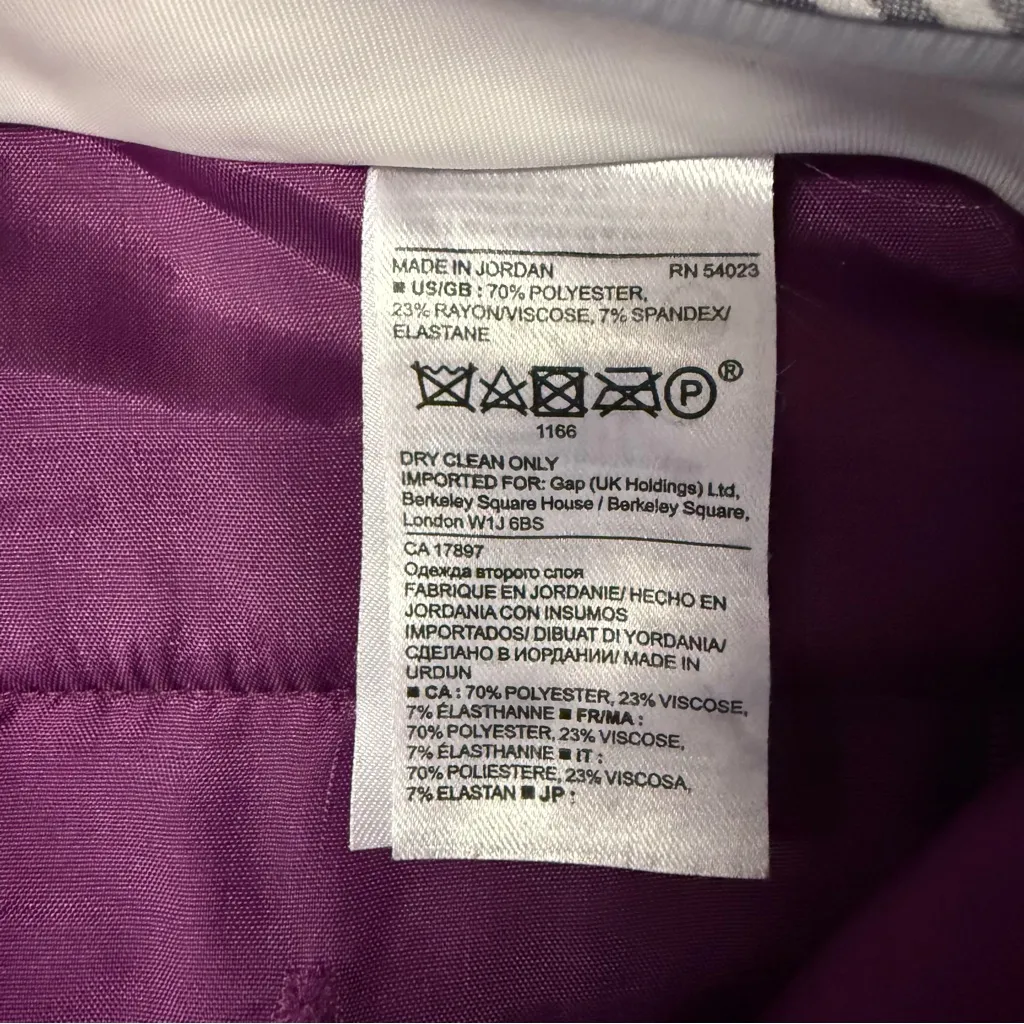 MADE IN JORDAN RN 54023
■ US/GB : 70% POLYESTER,
23% RAYON/VISCOSE, 7% SPANDEX/
ELASTANE
P ®
1166
DRY CLEAN ONLY
IMPORTED FOR: Gap (UK Holdings) Ltd,
Berkeley Square House / Berkeley Square,
London W1J 6BS
CA 17897
Одежда второго слоя
FABRIQUE EN JORDANIE/ HECHO EN
JORDANIA CON INSUMOS
IMPORTADOS/ DIBUAT DI YORDANIA/
СДЕЛАНО В ИОРДАНИИ/ MADE IN
URDUN
■ CA : 70% POLYESTER, 23% VISCOSE,
7% ÉLASTHANNE ■ FR/MA :
70% POLYESTER, 23% VISCOSE,
7% ÉLASTHANNE ■ IT :
70% POLIESTERE, 23% VISCOSA,
7% ELASTAN ■ JP :